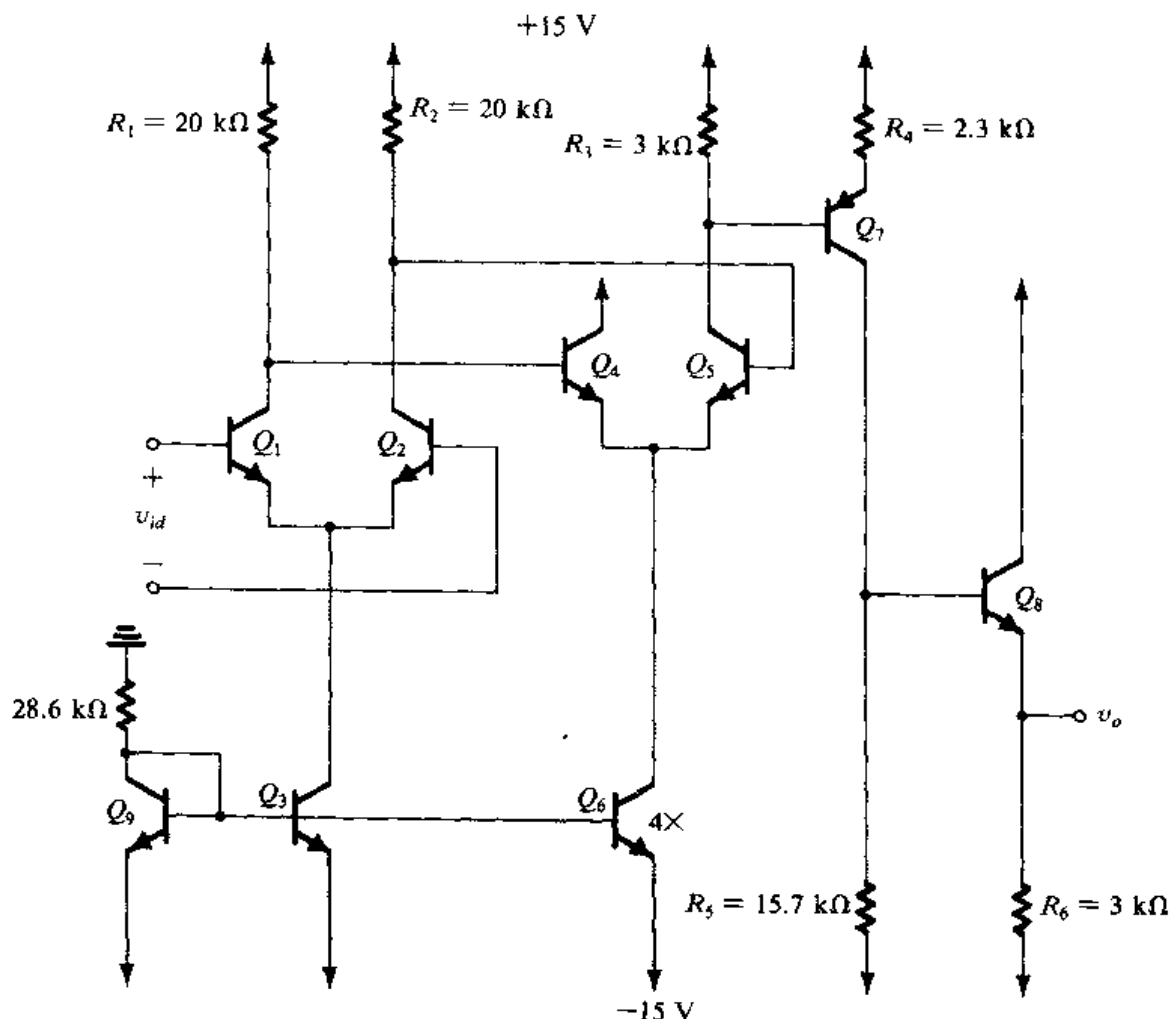 +15 V
R₁ = 20 kΩ
R₂ = 20 kΩ
R₃ = 3 kΩ
R₄ = 2.3 kΩ
Q₇
Q₄
Q₅
Q₁
Q₂
+
v_id
−
Q₈
28.6 kΩ
v_o
Q₉
Q₃
Q₆
4×
R₅ = 15.7 kΩ
R₆ = 3 kΩ
−15 V